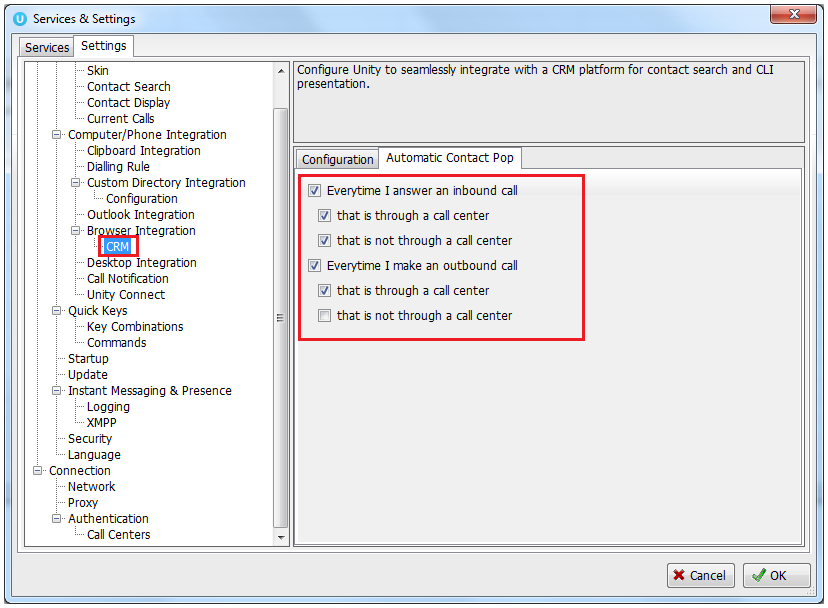 Services & Settings
Services
Settings
Skin
Contact Search
Contact Display
Current Calls
Computer/Phone Integration
Clipboard Integration
Dialling Rule
Custom Directory Integration
Configuration
Outlook Integration
Browser Integration
CRM
Desktop Integration
Call Notification
Unity Connect
Quick Keys
Key Combinations
Commands
Startup
Update
Instant Messaging & Presence
Logging
XMPP
Security
Language
Connection
Network
Proxy
Authentication
Call Centers
Configure Unity to seamlessly integrate with a CRM platform for contact search and CLI
presentation.
Configuration
Automatic Contact Pop
Everytime I answer an inbound call
that is through a call center
that is not through a call center
Everytime I make an outbound call
that is through a call center
that is not through a call center
Cancel
OK